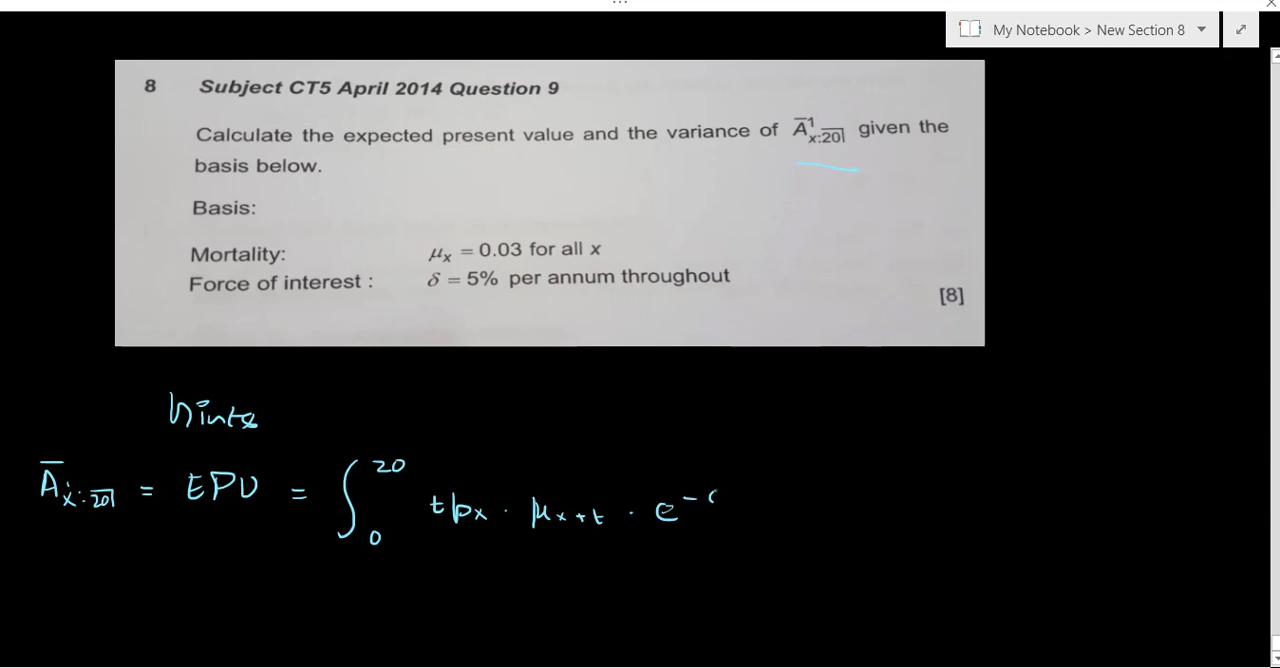 ...
My Notebook > New Section 8
8 Subject CT5 April 2014 Question 9
Calculate the expected present value and the variance of Ā¹ₓ:₂₀̅| given the
basis below.
Basis:
Mortality: μₓ = 0.03 for all x
Force of interest : δ = 5% per annum throughout
[8]
hints
Āₓ:₂₀̅| = EPV = ∫₀²⁰ tpₓ · μₓ₊ₜ · e⁻